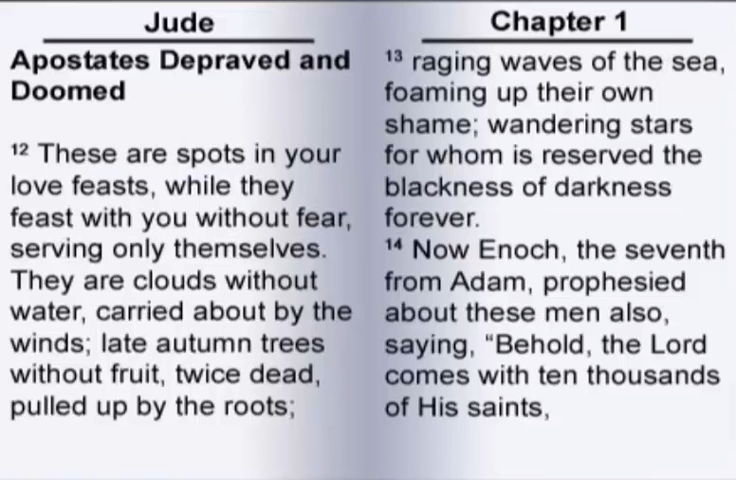 Jude
Apostates Depraved and
Doomed
12 These are spots in your
love feasts, while they
feast with you without fear,
serving only themselves.
They are clouds without
water, carried about by the
winds; late autumn trees
without fruit, twice dead,
pulled up by the roots;
Chapter 1
13 raging waves of the sea,
foaming up their own
shame; wandering stars
for whom is reserved the
blackness of darkness
forever.
14 Now Enoch, the seventh
from Adam, prophesied
about these men also,
saying, “Behold, the Lord
comes with ten thousands
of His saints,